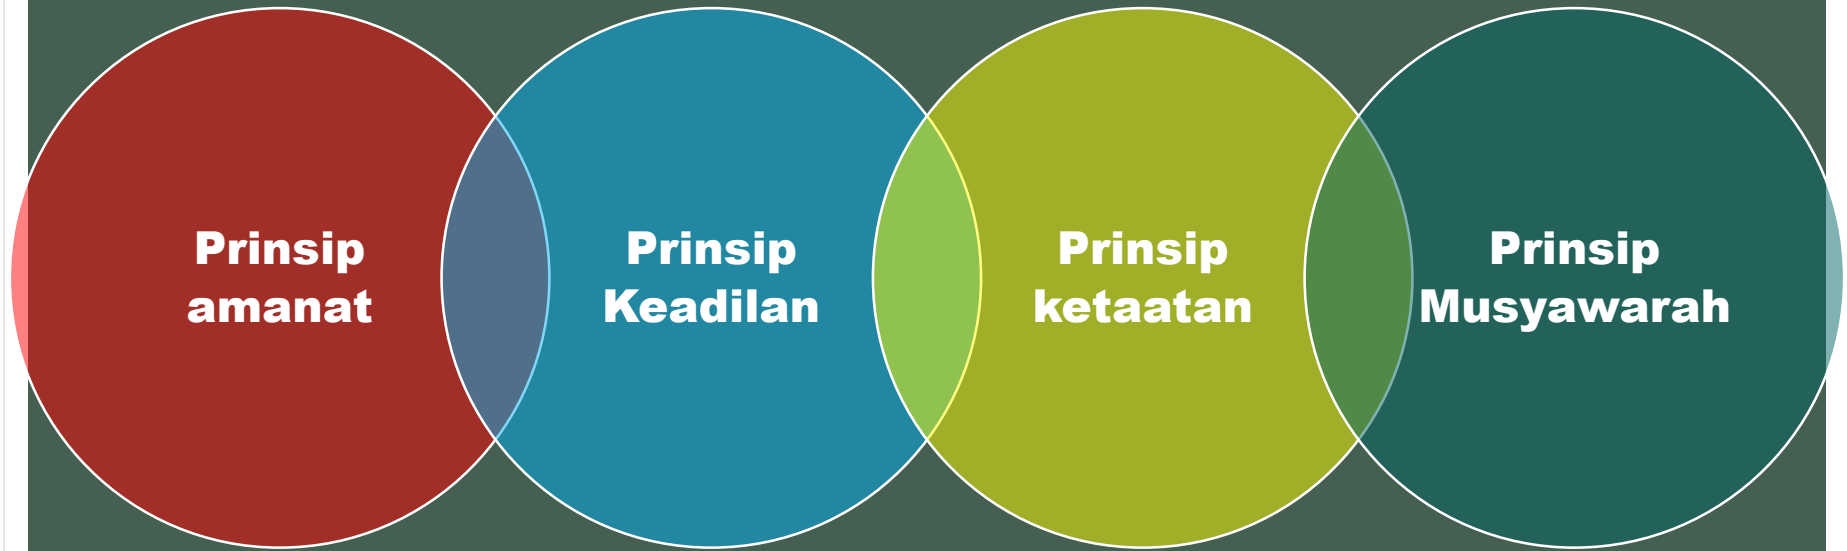 Prinsip
amanat
Prinsip
Keadilan
Prinsip
ketaatan
Prinsip
Musyawarah